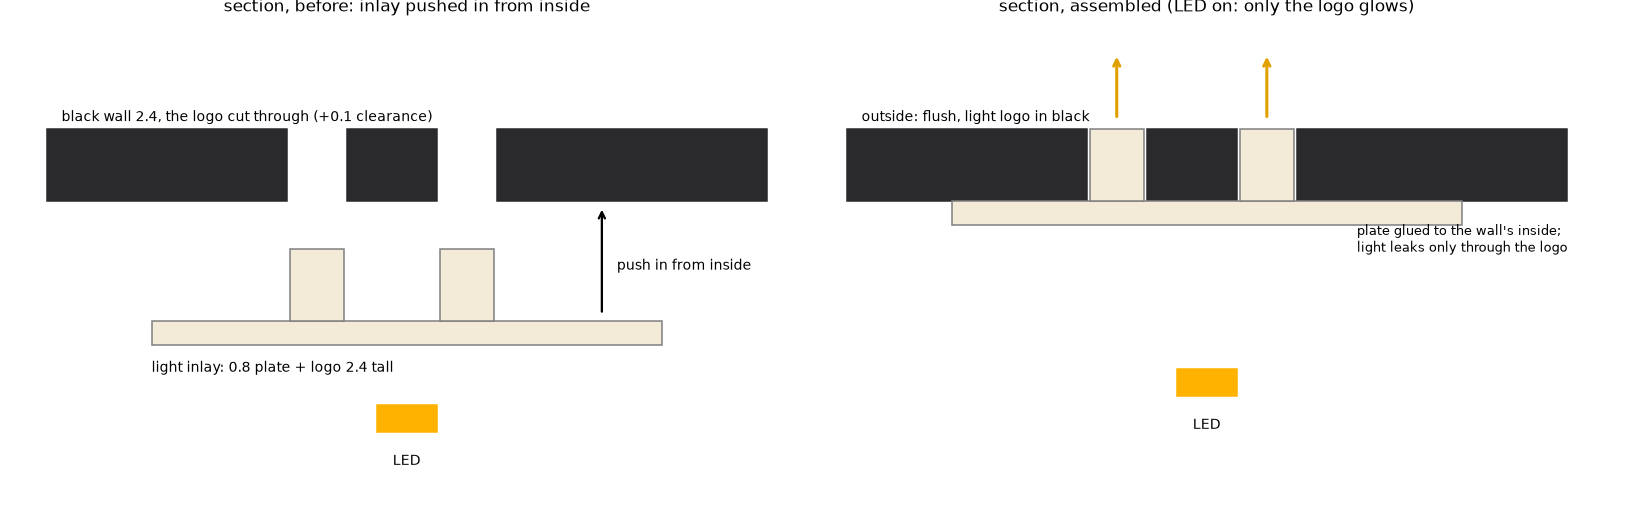 section, before: inlay pushed in from inside
black wall 2.4, the logo cut through (+0.1 clearance)
push in from inside
light inlay: 0.8 plate + logo 2.4 tall
LED
section, assembled (LED on: only the logo glows)
outside: flush, light logo in black
plate glued to the wall's inside;
light leaks only through the logo
LED